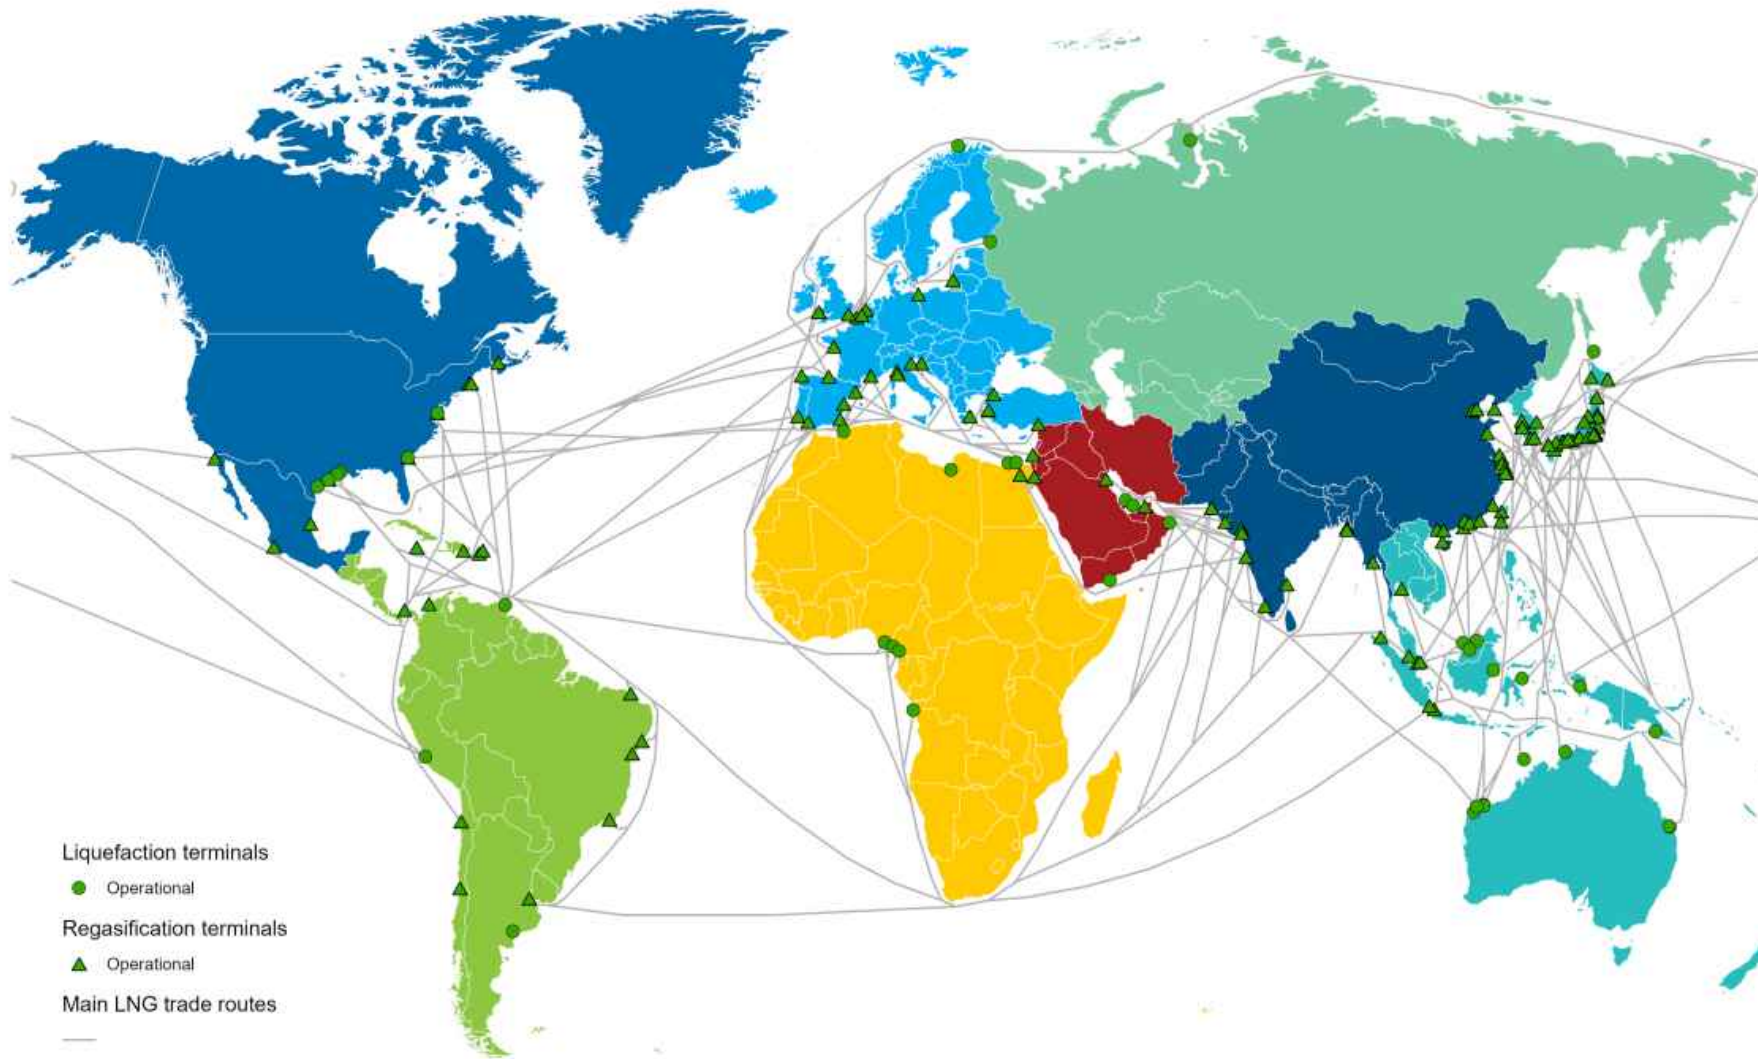 Liquefaction terminals
Operational
Regasification terminals
Operational
Main LNG trade routes